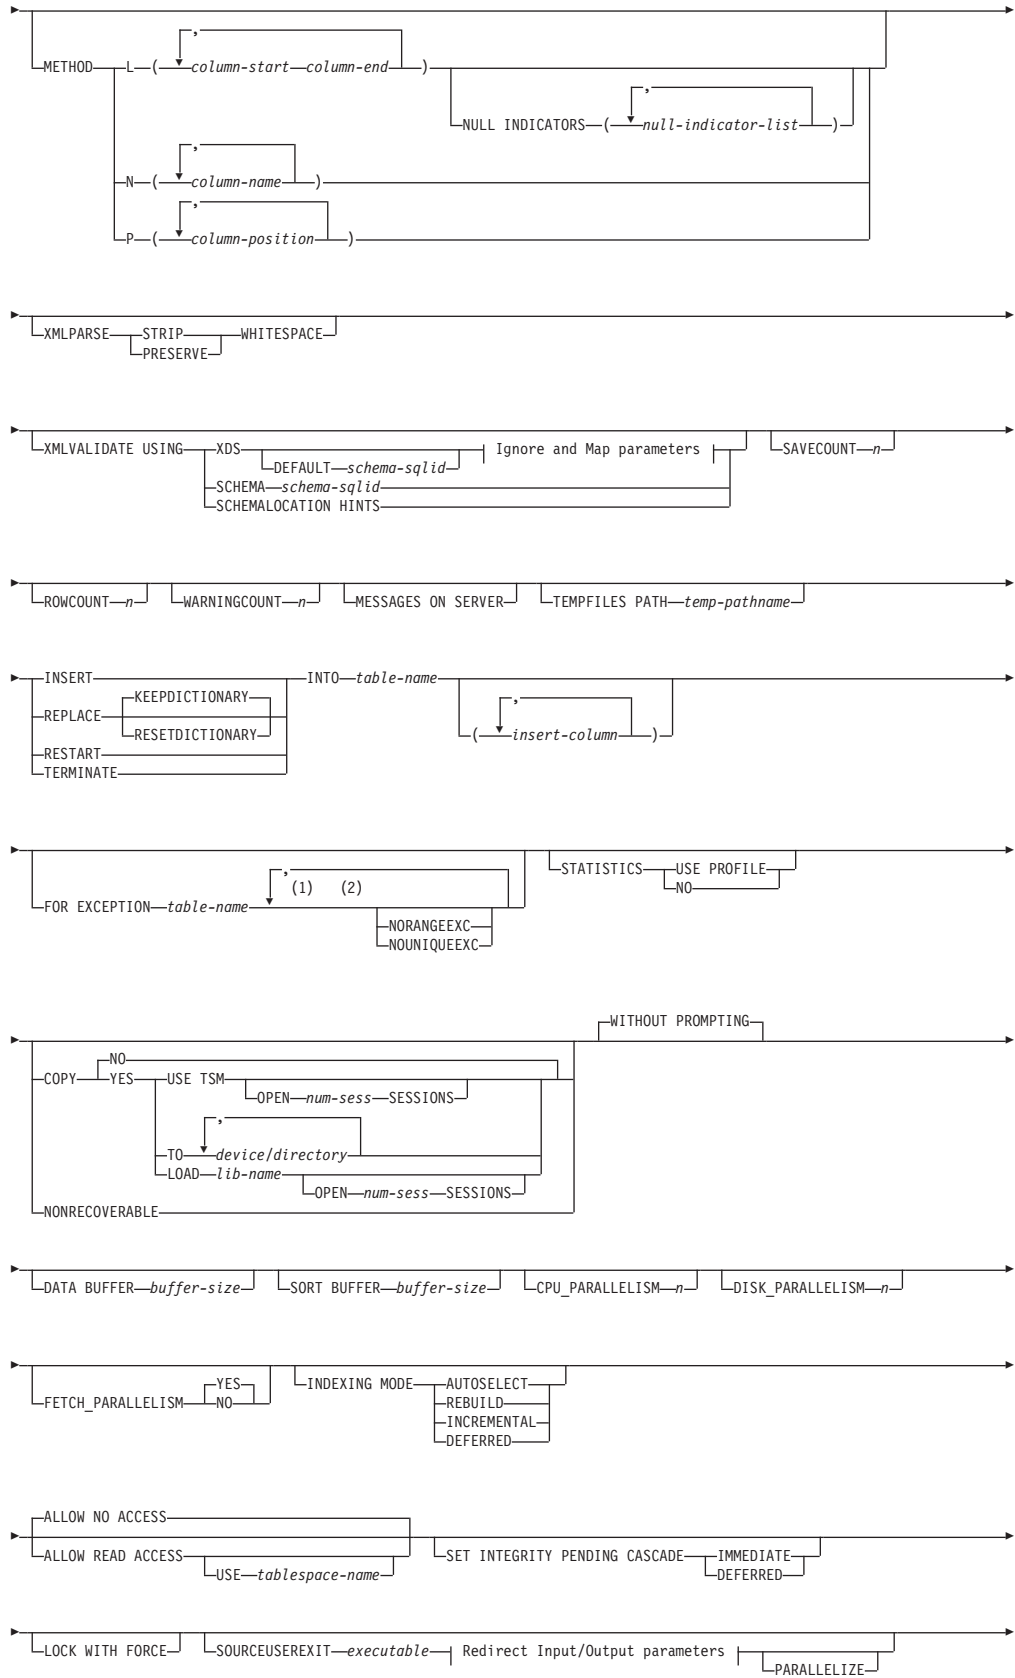 ,
METHOD L ( column-start column-end )
,
NULL INDICATORS ( null-indicator-list )
,
N ( column-name )
,
P ( column-position )
XMLPARSE STRIP WHITESPACE
PRESERVE
XMLVALIDATE USING XDS Ignore and Map parameters SAVECOUNT n
DEFAULT schema-sqlid
SCHEMA schema-sqlid
SCHEMALOCATION HINTS
ROWCOUNT n WARNINGCOUNT n MESSAGES ON SERVER TEMPFILES PATH temp-pathname
INSERT INTO table-name
KEEPDICTIONARY ,
REPLACE
RESETDICTIONARY ( insert-column )
RESTART
TERMINATE
,
(1) (2) STATISTICS USE PROFILE
NO
FOR EXCEPTION table-name
NORANGEEXC
NOUNIQUEEXC
WITHOUT PROMPTING
NO
COPY YES USE TSM
OPEN num-sess SESSIONS
,
TO device/directory
LOAD lib-name
OPEN num-sess SESSIONS
NONRECOVERABLE
DATA BUFFER buffer-size SORT BUFFER buffer-size CPU_PARALLELISM n DISK_PARALLELISM n
YES INDEXING MODE AUTOSELECT
FETCH_PARALLELISM NO REBUILD
INCREMENTAL
DEFERRED
ALLOW NO ACCESS
ALLOW READ ACCESS SET INTEGRITY PENDING CASCADE IMMEDIATE
USE tablespace-name DEFERRED
LOCK WITH FORCE SOURCEUSEREXIT executable Redirect Input/Output parameters
PARALLELIZE